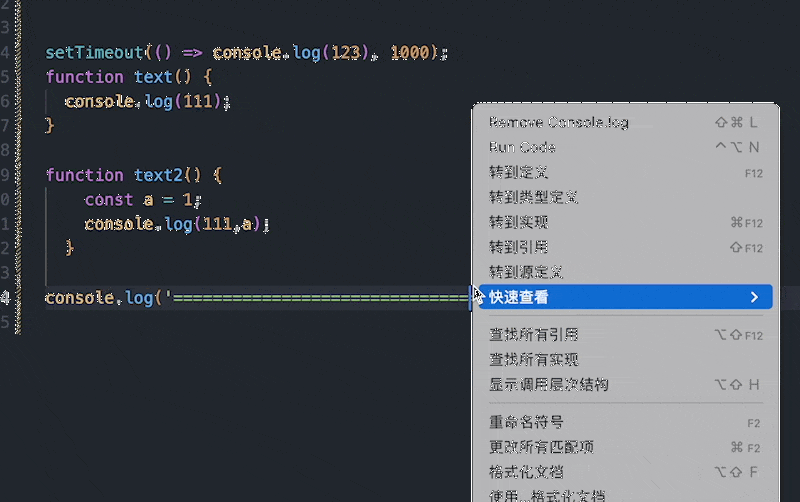 2
3
4 setTimeout(() => console.log(123), 1000);
5 function text() {
6 console.log(111);
7 }
8
9 function text2() {
0 const a = 1;
1 console.log(111,a);
2 }
3
4 console.log('==============================
5
Remove Console.log ⇧⌘ L
Run Code ^⌥ N
转到定义 F12
转到类型定义
转到实现 ⌘F12
转到引用 ⇧F12
转到源定义
快速查看 >
查找所有引用 ⌥⇧F12
查找所有实现
显示调用层次结构 ⌥⇧ H
重命名符号 F2
更改所有匹配项 ⌘F2
格式化文档 ⌥⇧ F
使用...格式化文档